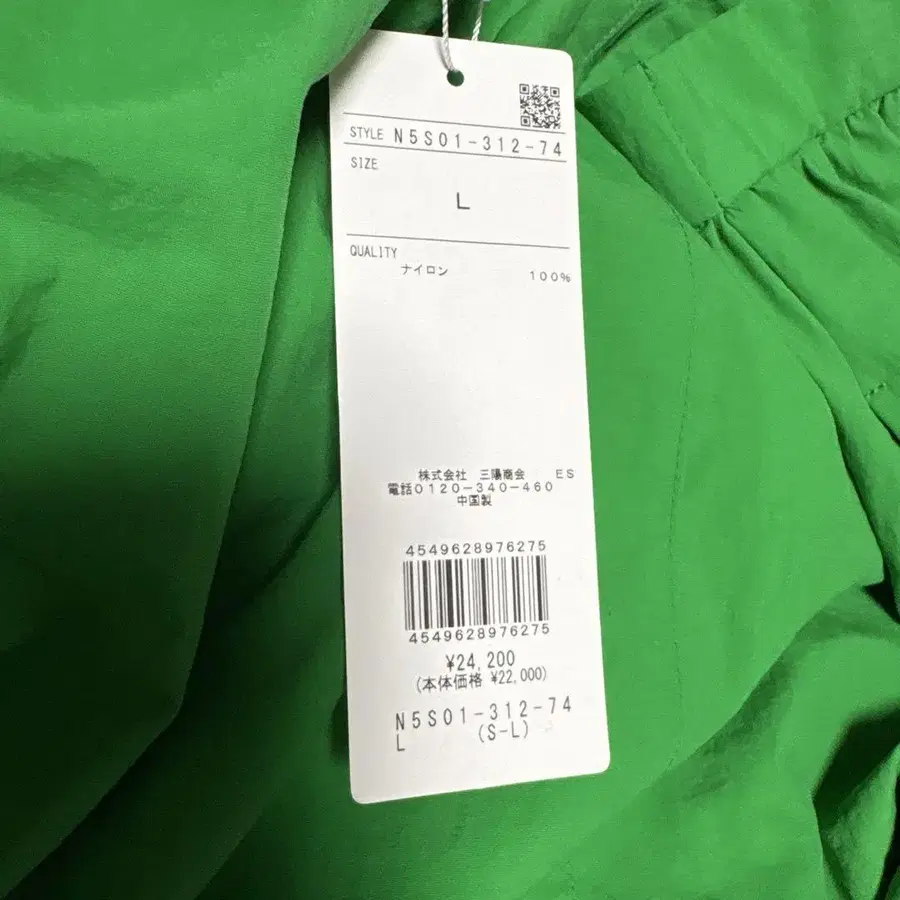 STYLE N5S01-312-74
SIZE
L
QUALITY
ナイロン 100%
株式会社 三陽商会 ES
電話0120-340-460
中国製
4549628976275
4549628976275
¥24,200
(本体価格 ¥22,000)
N5S01-312-74
L (S-L)